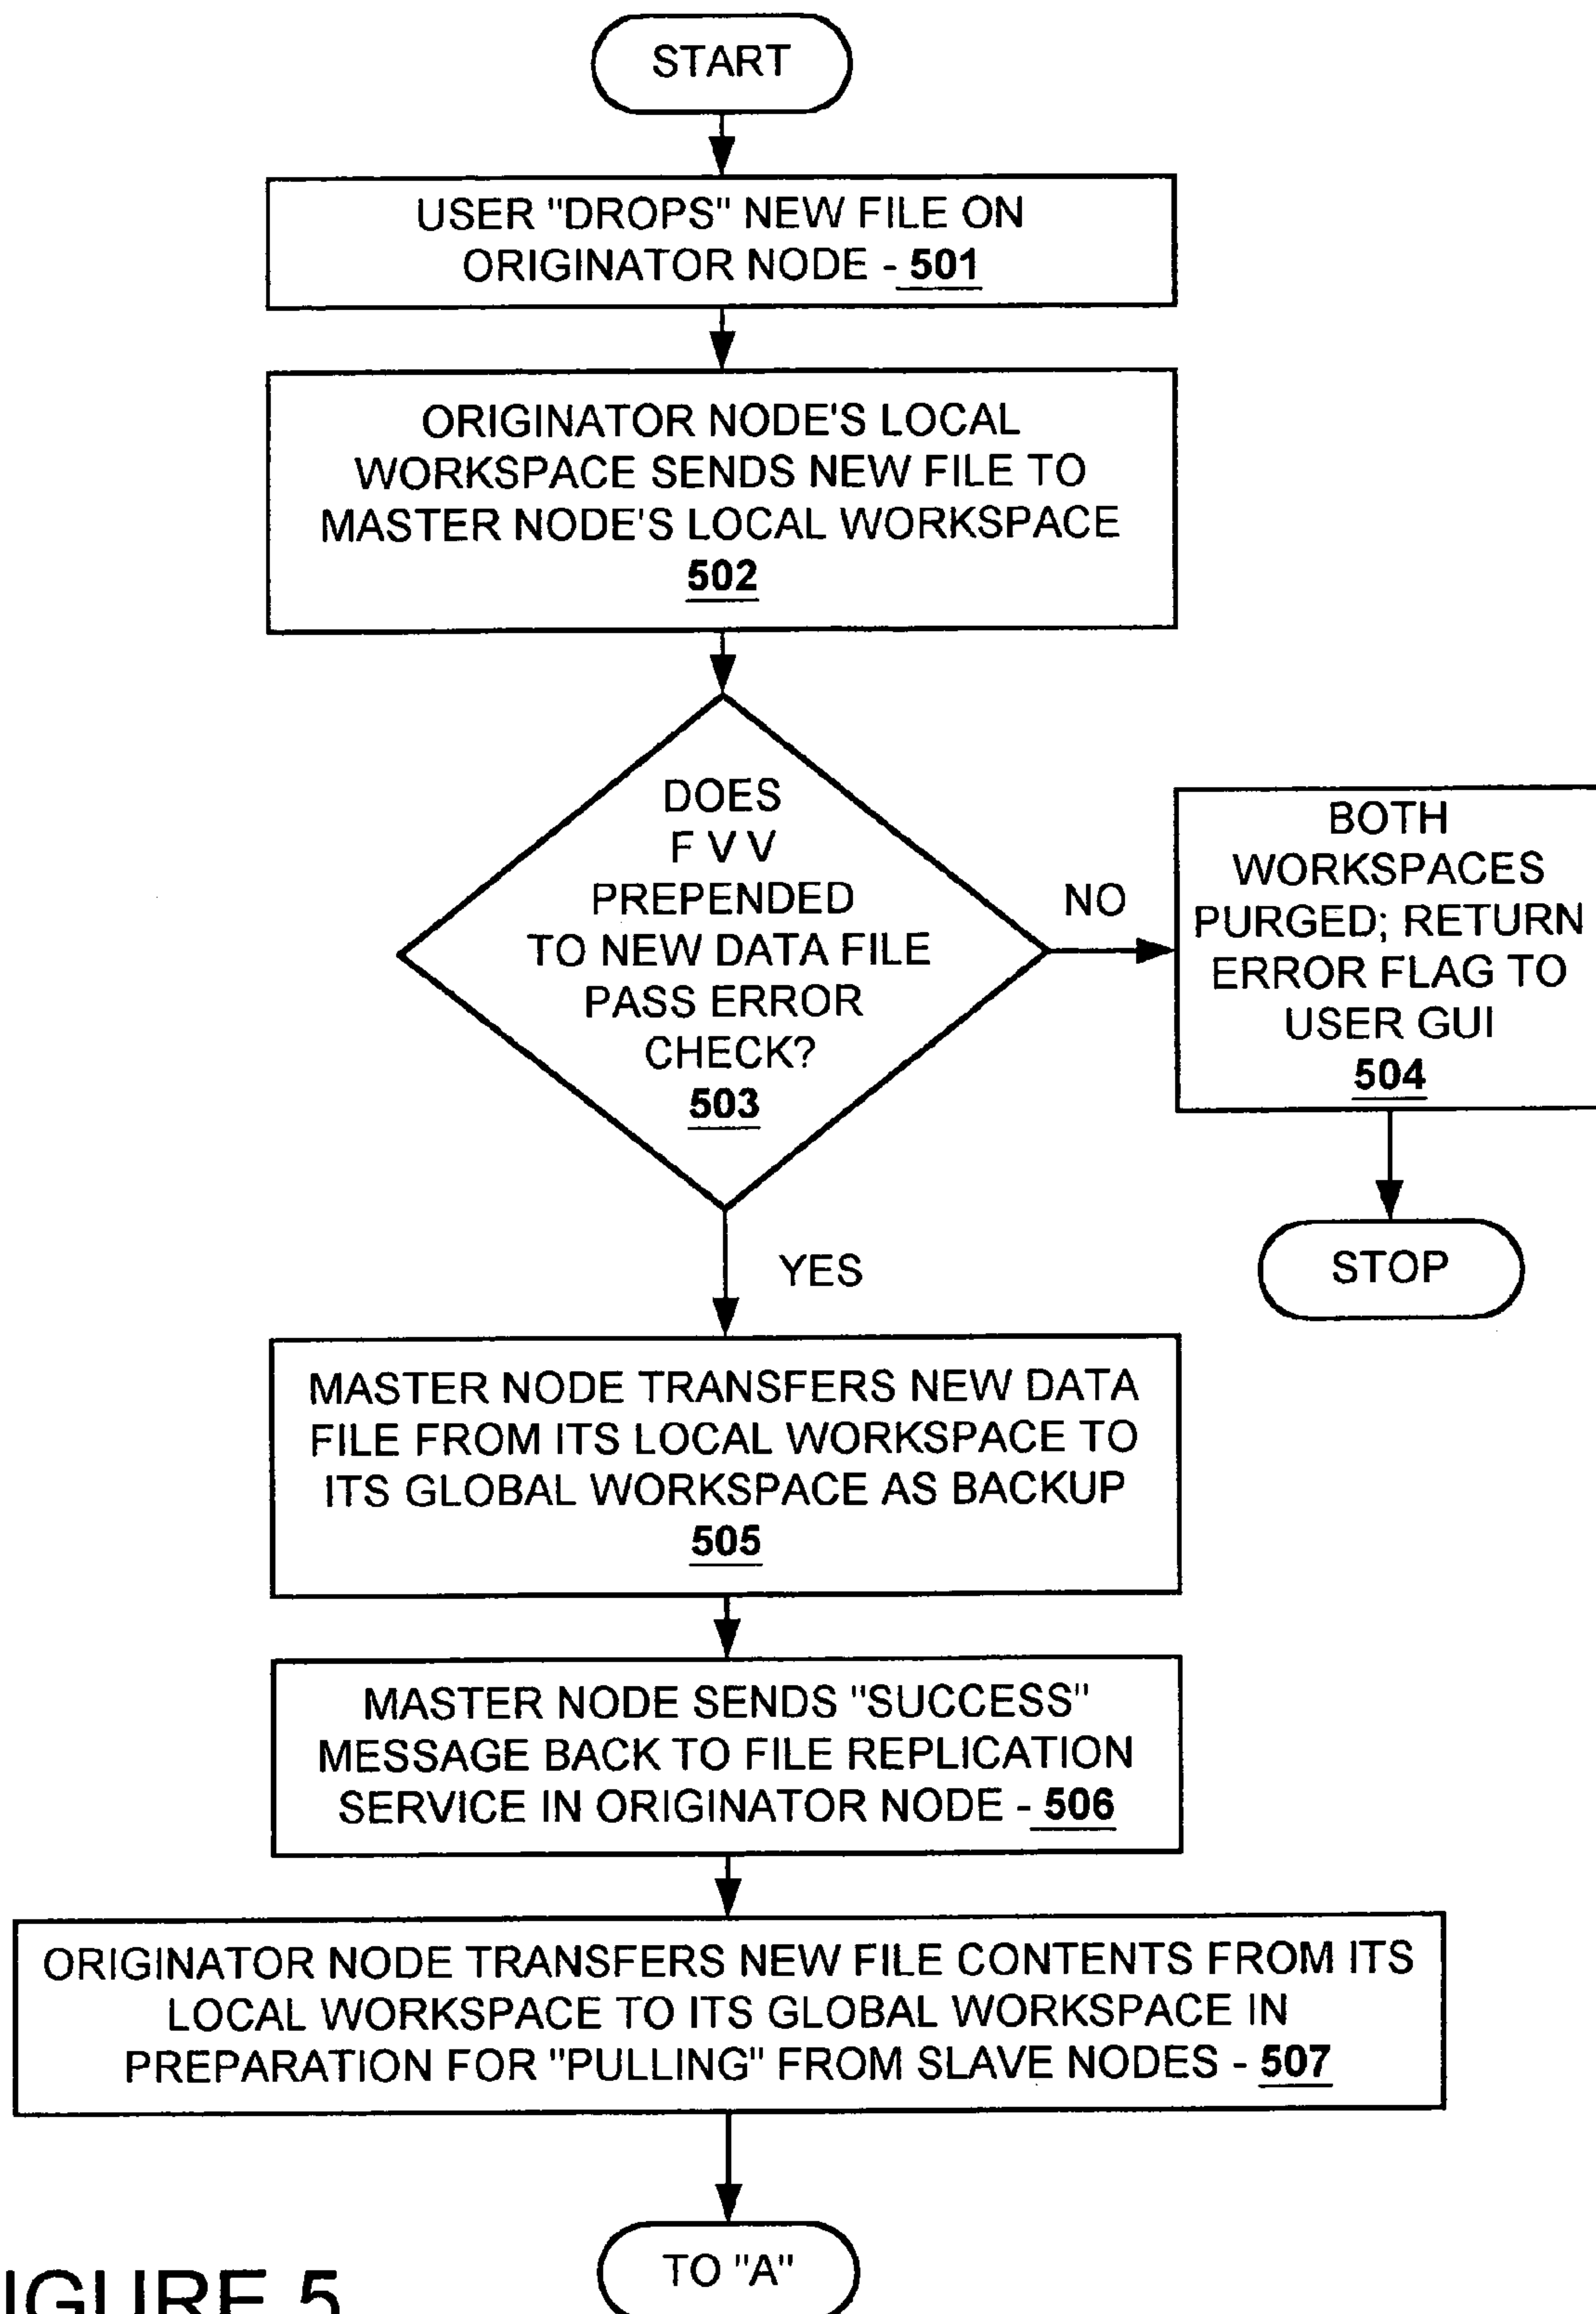 START
USER "DROPS" NEW FILE ON
ORIGINATOR NODE - 501
ORIGINATOR NODE'S LOCAL
WORKSPACE SENDS NEW FILE TO
MASTER NODE'S LOCAL WORKSPACE
502
DOES
F V V
PREPENDED
TO NEW DATA FILE
PASS ERROR
CHECK?
503
NO
BOTH
WORKSPACES
PURGED; RETURN
ERROR FLAG TO
USER GUI
504
STOP
YES
MASTER NODE TRANSFERS NEW DATA
FILE FROM ITS LOCAL WORKSPACE TO
ITS GLOBAL WORKSPACE AS BACKUP
505
MASTER NODE SENDS "SUCCESS"
MESSAGE BACK TO FILE REPLICATION
SERVICE IN ORIGINATOR NODE - 506
ORIGINATOR NODE TRANSFERS NEW FILE CONTENTS FROM ITS
LOCAL WORKSPACE TO ITS GLOBAL WORKSPACE IN
PREPARATION FOR "PULLING" FROM SLAVE NODES - 507
TO "A"
IGURE 5